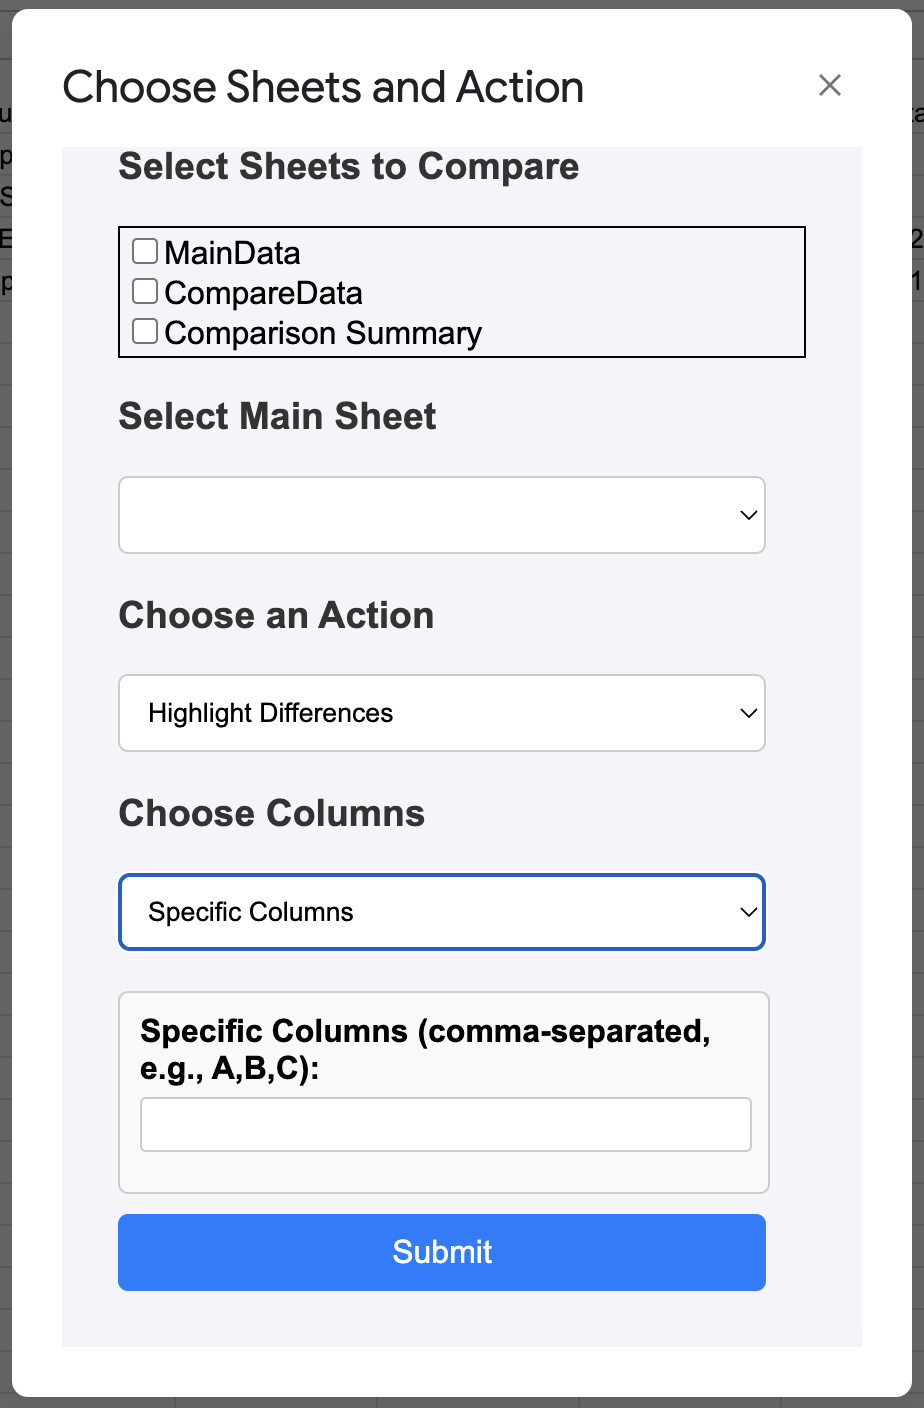 Choose Sheets and Action
Select Sheets to Compare
MainData
CompareData
Comparison Summary
Select Main Sheet
Choose an Action
Highlight Differences
Choose Columns
Specific Columns
Specific Columns (comma-separated,
e.g., A,B,C):
Submit